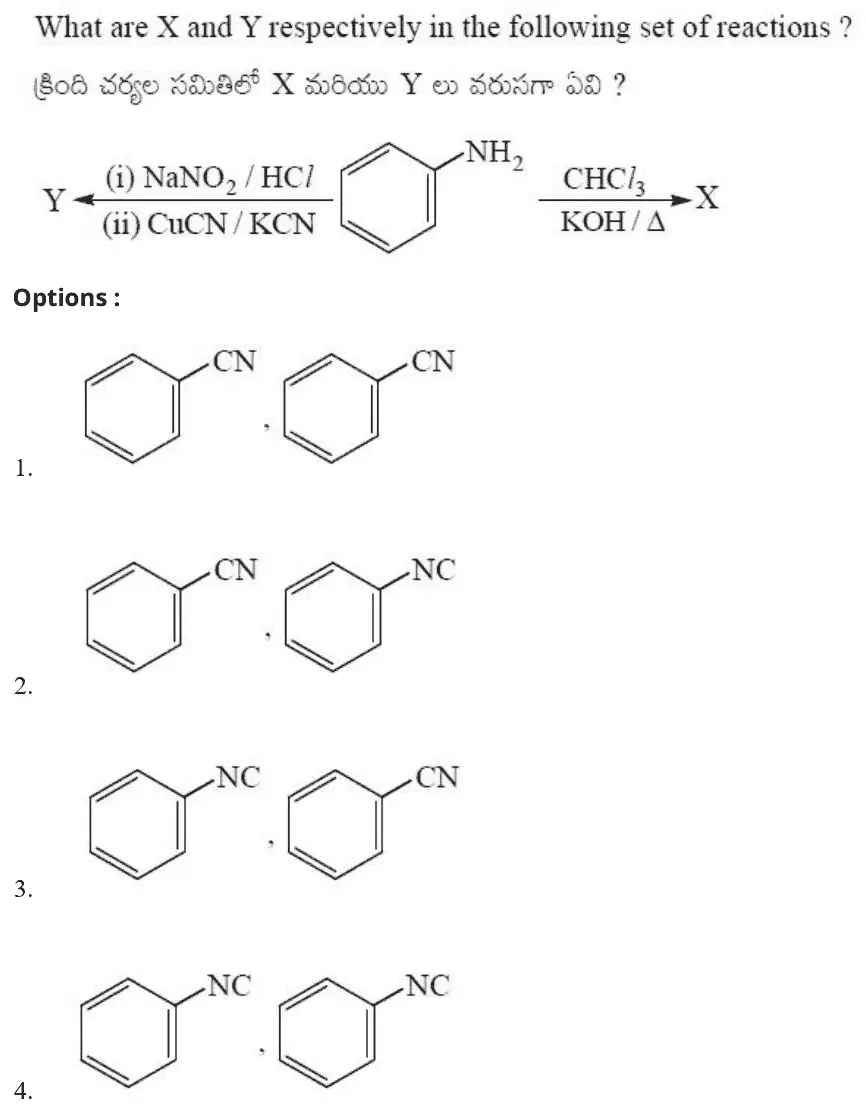 What are X and Y respectively in the following set of reactions ?
క్రింది చర్యల సమితిలో X మరియు Y లు వరుసగా ఏవి ?
Y (i) NaNO₂ / HCl NH₂ CHCl₃ X
(ii) CuCN / KCN KOH / Δ
Options :
CN , CN
1.
CN , NC
2.
NC , CN
3.
NC , NC
4.